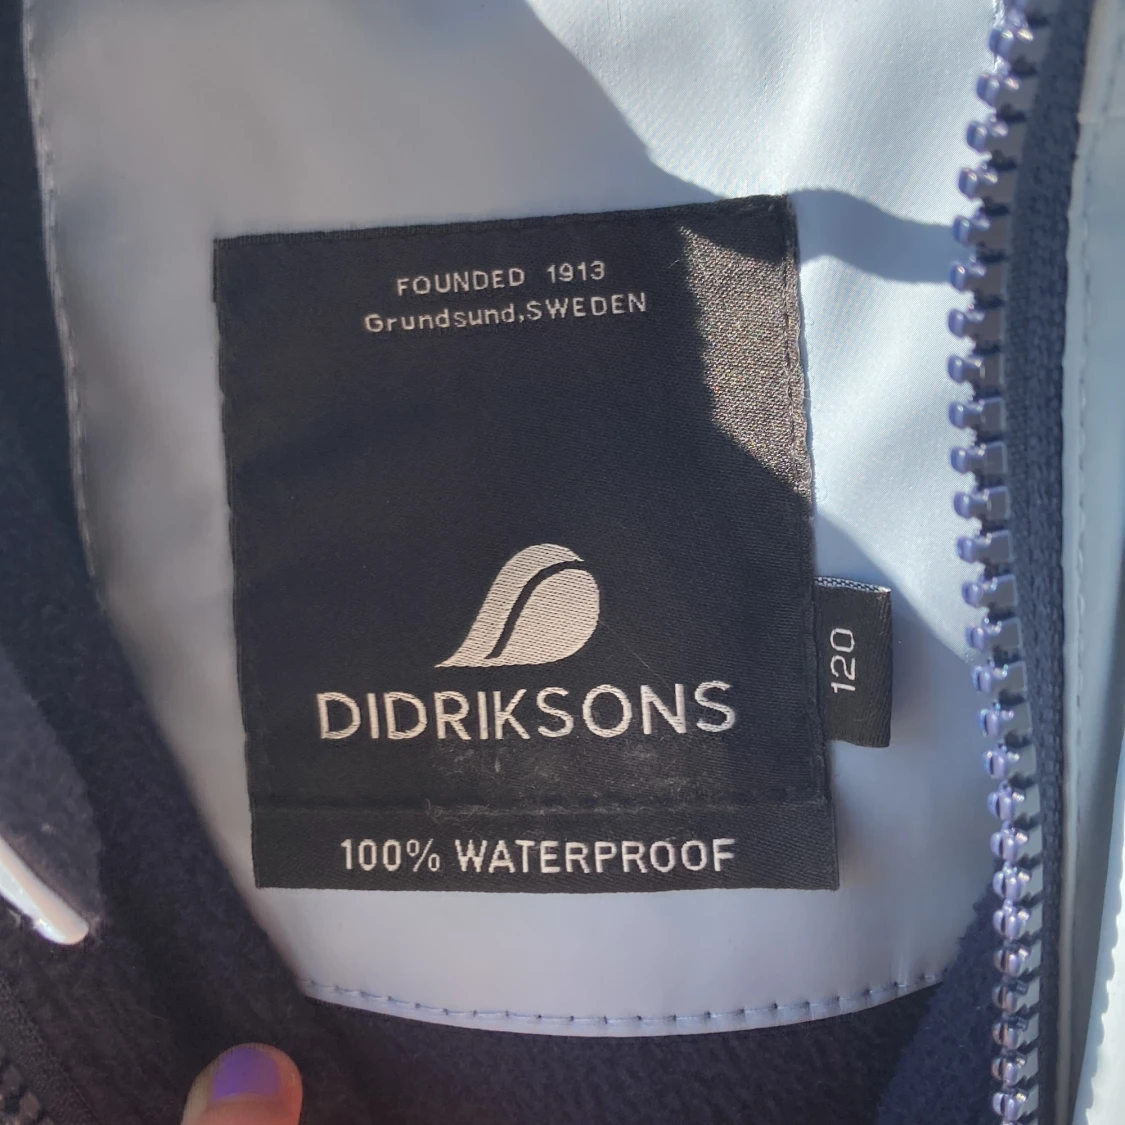 FOUNDED 1913
Grundsund,SWEDEN
DIDRIKSONS
120
100% WATERPROOF